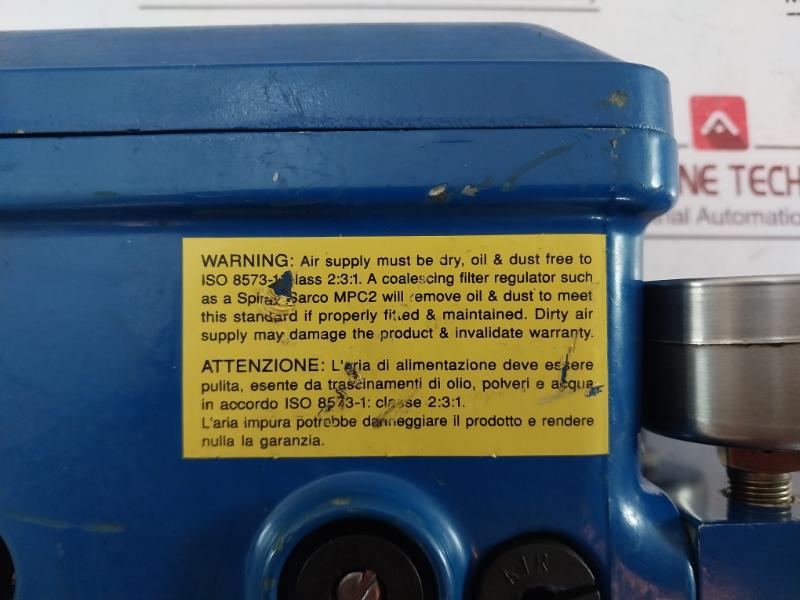 NE TECH
rial Automation
WARNING: Air supply must be dry, oil & dust free to
ISO 8573-1: class 2:3:1. A coalescing filter regulator such
as a Spirax Sarco MPC2 will remove oil & dust to meet
this standard if properly fitted & maintained. Dirty air
supply may damage the product & invalidate warranty.
ATTENZIONE: L'aria di alimentazione deve essere
pulita, esente da trascinamenti di olio, polveri e acqua
in accordo ISO 8573-1: classe 2:3:1.
L'aria impura potrebbe danneggiare il prodotto e rendere
nulla la garanzia.
AIR